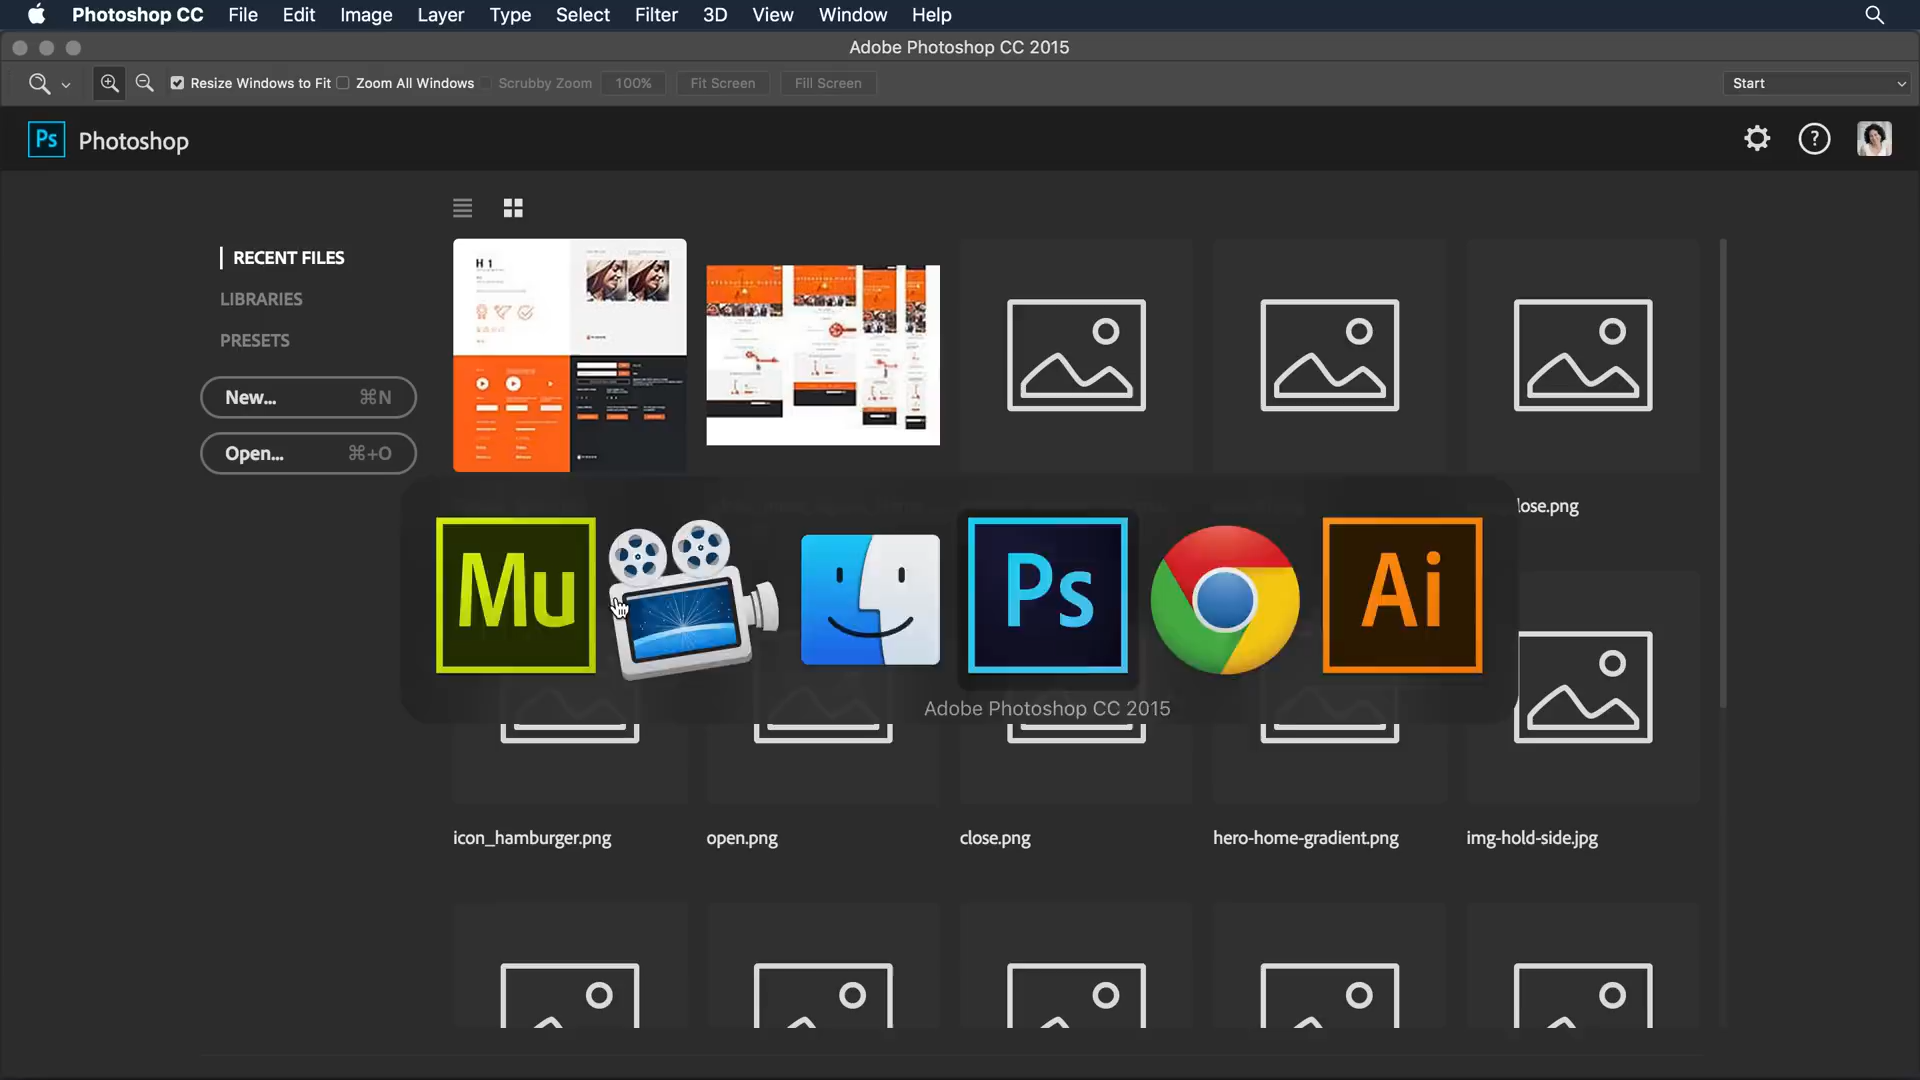 Photoshop CC File Edit Image Layer Type Select Filter 3D View Window Help
Adobe Photoshop CC 2015
Resize Windows to Fit Zoom All Windows Scrubby Zoom 100% Fit Screen Fill Screen Start
Ps Photoshop
?
RECENT FILES
LIBRARIES
PRESETS
New... ⌘N
Open... ⌘+O
H1
lose.png
Mu Ps Ai
Adobe Photoshop CC 2015
icon_hamburger.png open.png close.png hero-home-gradient.png img-hold-side.jpg